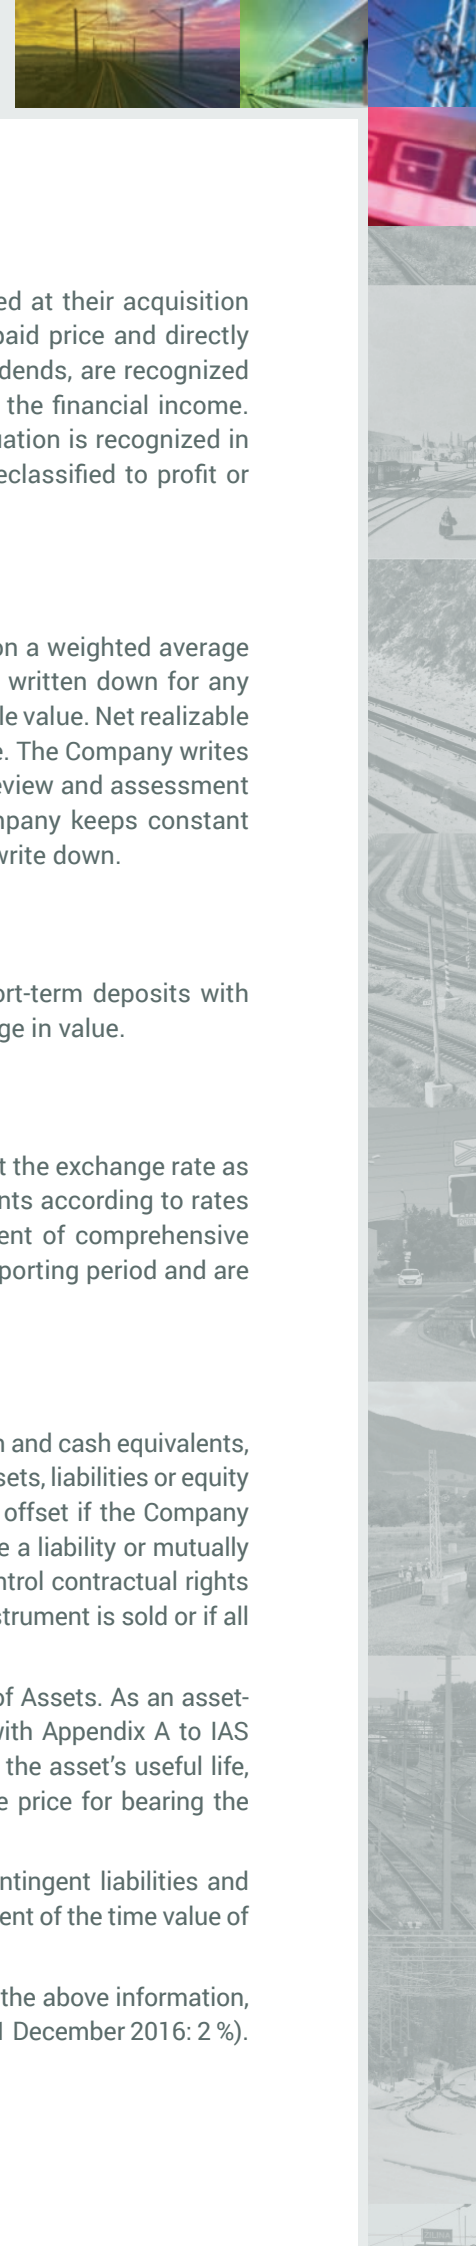 ed at their acquisition
paid price and directly
dends, are recognized
the financial income.
uation is recognized in
eclassified to profit or
on a weighted average
written down for any
le value. Net realizable
e. The Company writes
eview and assessment
mpany keeps constant
write down.
ort-term deposits with
ge in value.
t the exchange rate as
nts according to rates
ent of comprehensive
porting period and are
n and cash equivalents,
sets, liabilities or equity
offset if the Company
e a liability or mutually
ntrol contractual rights
strument is sold or if all
of Assets. As an asset-
with Appendix A to IAS
the asset’s useful life,
e price for bearing the
ntingent liabilities and
ent of the time value of
the above information,
1 December 2016: 2 %).
ŽILINA